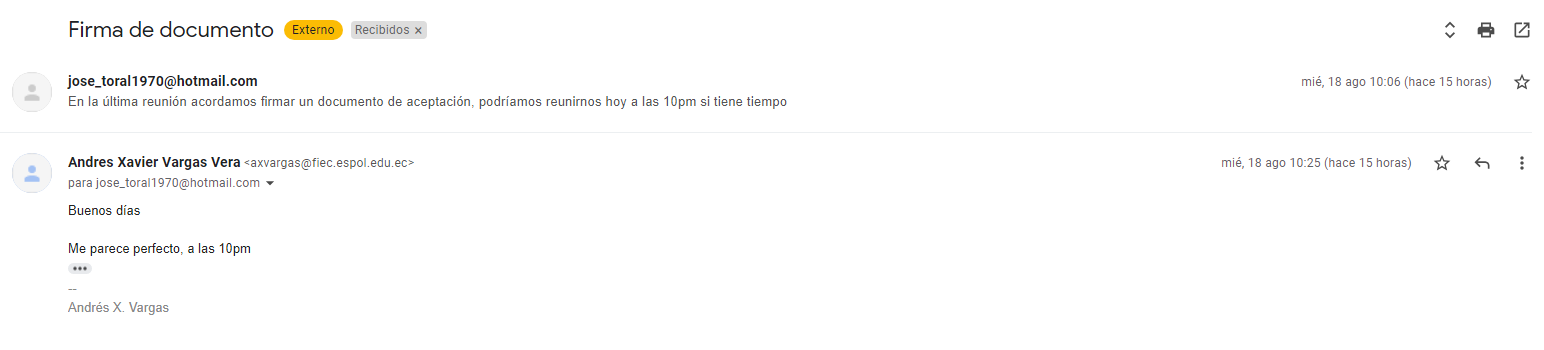 Firma de documento Externo Recibidos ×
jose_toral1970@hotmail.com mié, 18 ago 10:06 (hace 15 horas)
En la última reunión acordamos firmar un documento de aceptación, podríamos reunirnos hoy a las 10pm si tiene tiempo
Andres Xavier Vargas Vera <axvargas@fiec.espol.edu.ec> mié, 18 ago 10:25 (hace 15 horas)
para jose_toral1970@hotmail.com
Buenos días
Me parece perfecto, a las 10pm
•••
--
Andrés X. Vargas